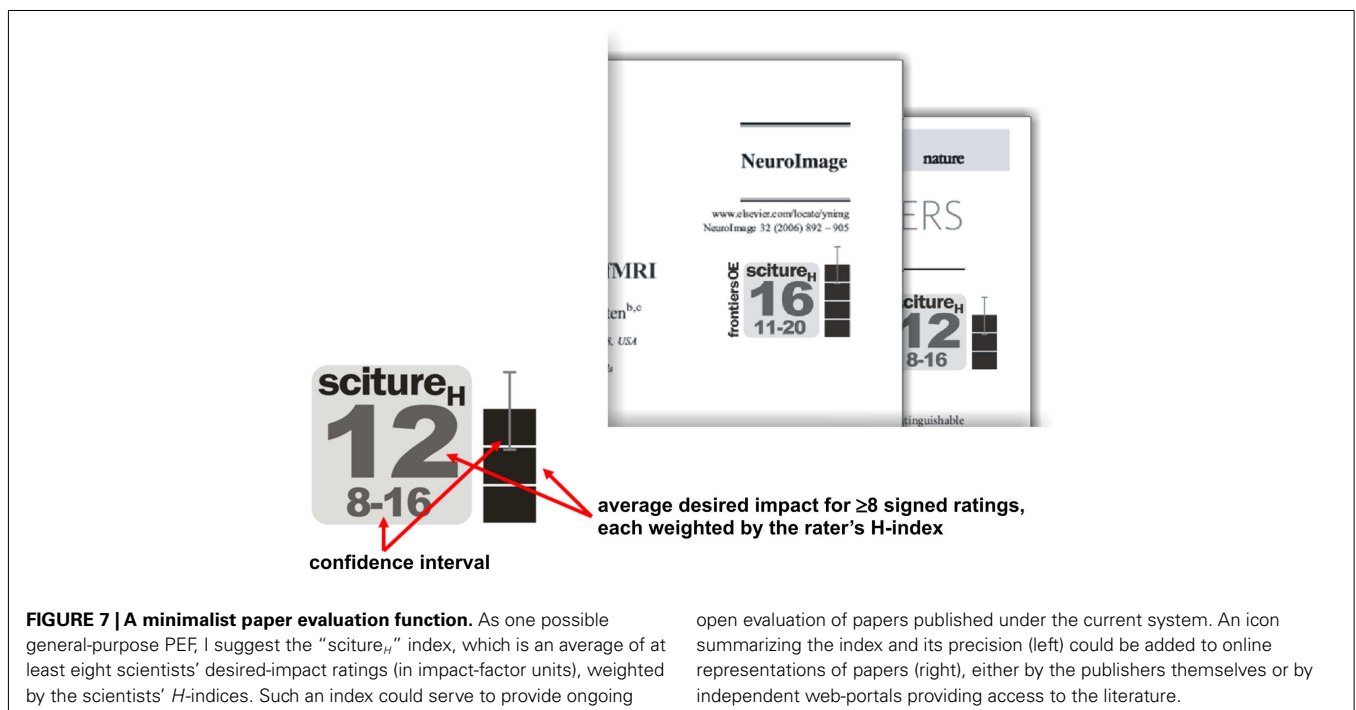 NeuroImage
www.elsevier.com/locate/ynimg
NeuroImage 32 (2006) 892 – 905
fMRI
ten b,c
8, USA
frontiersOE
scitureH
16
11-20
nature
ERS
citureH
12
8-16
tinguishable
scitureH
12
8-16
average desired impact for ≥8 signed ratings,
each weighted by the rater's H-index
confidence interval
FIGURE 7 | A minimalist paper evaluation function. As one possible
general-purpose PEF, I suggest the “scitureH” index, which is an average of at
least eight scientists’ desired-impact ratings (in impact-factor units), weighted
by the scientists’ H-indices. Such an index could serve to provide ongoing
open evaluation of papers published under the current system. An icon
summarizing the index and its precision (left) could be added to online
representations of papers (right), either by the publishers themselves or by
independent web-portals providing access to the literature.